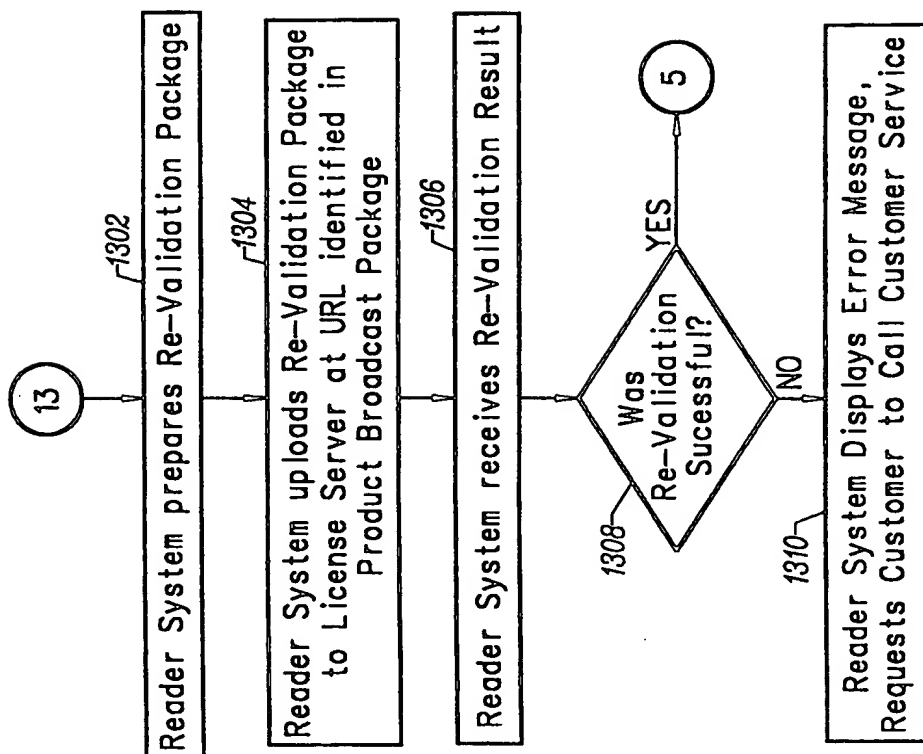 13
1302
Reader System prepares Re-Validation Package
1304
Reader System uploads Re-Validation Package
to License Server at URL identified in
Product Broadcast Package
1306
Reader System receives Re-Validation Result
1308
Was
Re-Validation
Sucessful?
YES
5
NO
1310
Reader System Displays Error Message,
Requests Customer to Call Customer Service